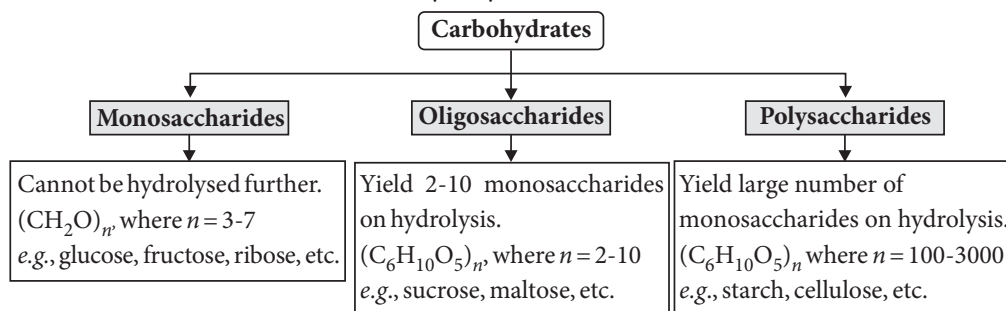 Carbohydrates
Monosaccharides
Oligosaccharides
Polysaccharides
Cannot be hydrolysed further.
(CH₂O)ₙ, where n = 3-7
e.g., glucose, fructose, ribose, etc.
Yield 2-10 monosaccharides
on hydrolysis.
(C₆H₁₀O₅)ₙ, where n = 2-10
e.g., sucrose, maltose, etc.
Yield large number of
monosaccharides on hydrolysis.
(C₆H₁₀O₅)ₙ where n = 100-3000
e.g., starch, cellulose, etc.